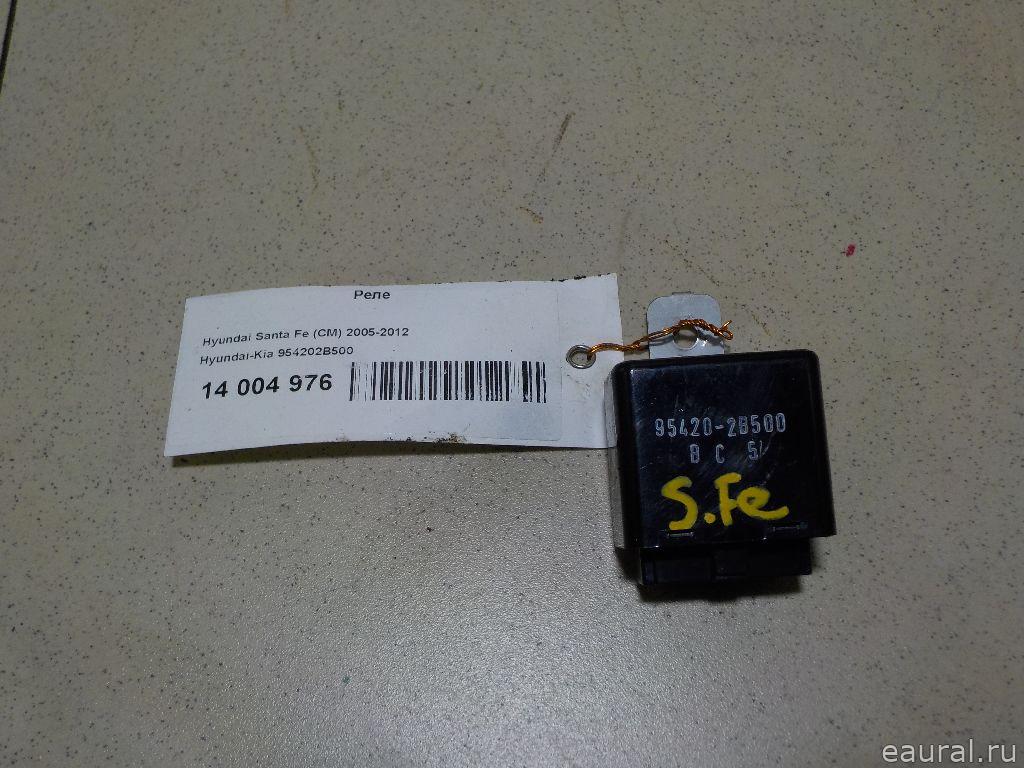 Реле
Hyundai Santa Fe (CM) 2005-2012
Hyundai-Kia 954202B500
14 004 976
95420-2B500
B C 5/
S.Fe
eaural.ru